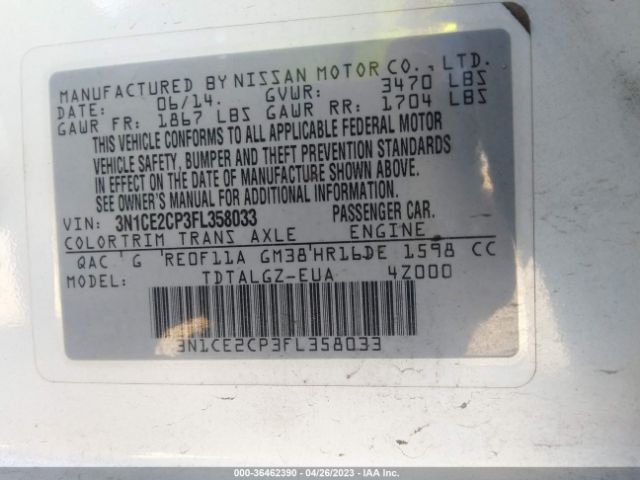 MANUFACTURED BY NISSAN MOTOR CO., LTD.
DATE: 06/14. GVWR: 3470 LBS
GAWR FR: 1867 LBS GAWR RR: 1704 LBS
THIS VEHICLE CONFORMS TO ALL APPLICABLE FEDERAL MOTOR
VEHICLE SAFETY, BUMPER AND THEFT PREVENTION STANDARDS
IN EFFECT ON THE DATE OF MANUFACTURE SHOWN ABOVE.
SEE OWNER'S MANUAL FOR ADDITIONAL INFORMATION.
VIN: 3N1CE2CP3FL358033 PASSENGER CAR.
COLORTRIM TRANS AXLE ENGINE
QAC G RE0F11A GM38 HR16DE 1598 CC
MODEL: TDTALGZ-EUA 4Z000
3N1CE2CP3FL358033
000-36462390 - 04/26/2023 - IAA Inc.